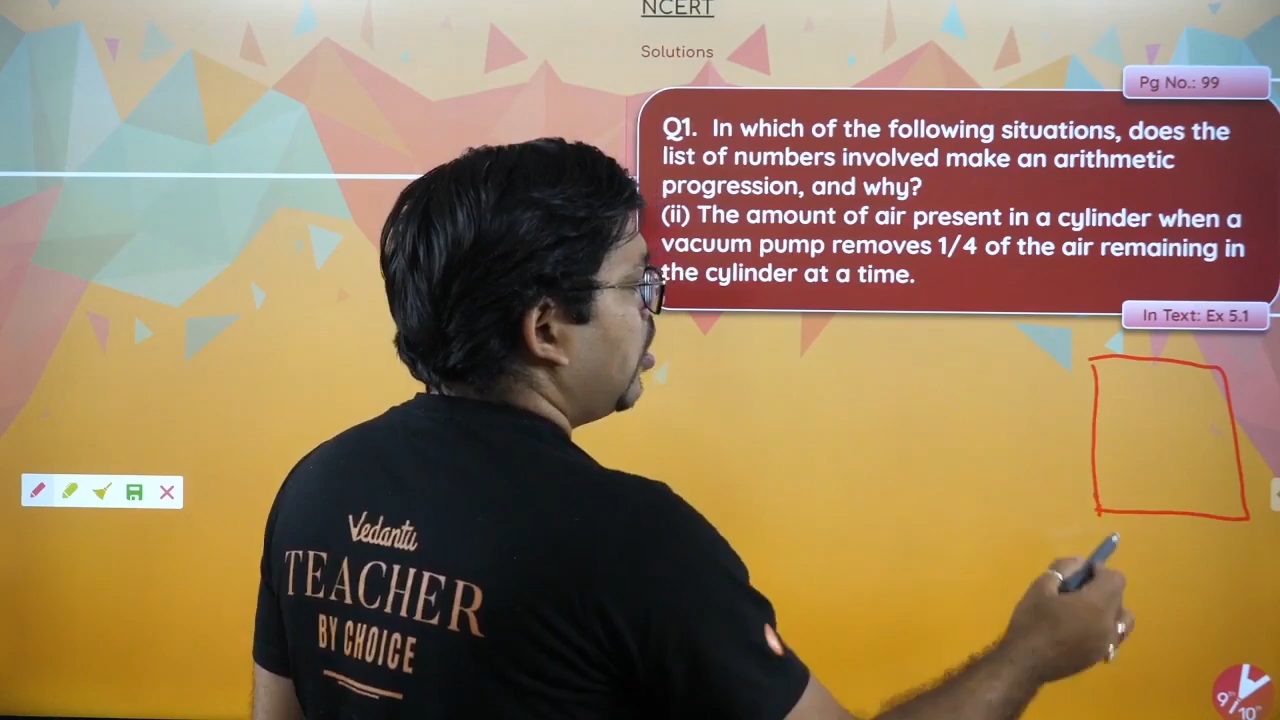 NCERT
Solutions
Pg No.: 99
Q1. In which of the following situations, does the
list of numbers involved make an arithmetic
progression, and why?
(ii) The amount of air present in a cylinder when a
vacuum pump removes 1/4 of the air remaining in
the cylinder at a time.
In Text: Ex 5.1
Vedantu
TEACHER
BY CHOICE
9th
10th